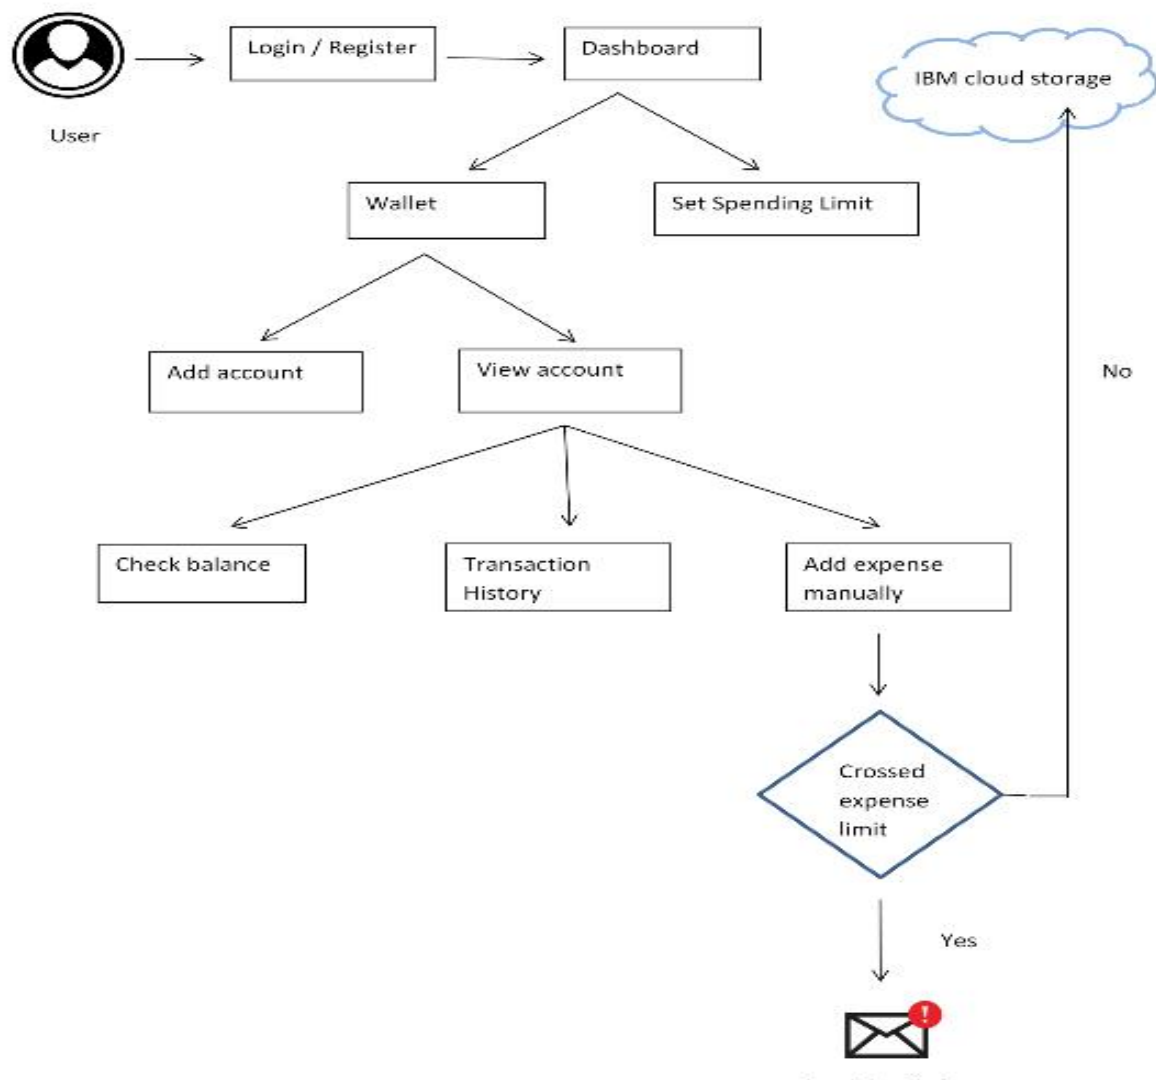 Login / Register
Dashboard
IBM cloud storage
User
Wallet
Set Spending Limit
Add account
View account
No
Check balance
Transaction
History
Add expense
manually
Crossed
expense
limit
Yes
!